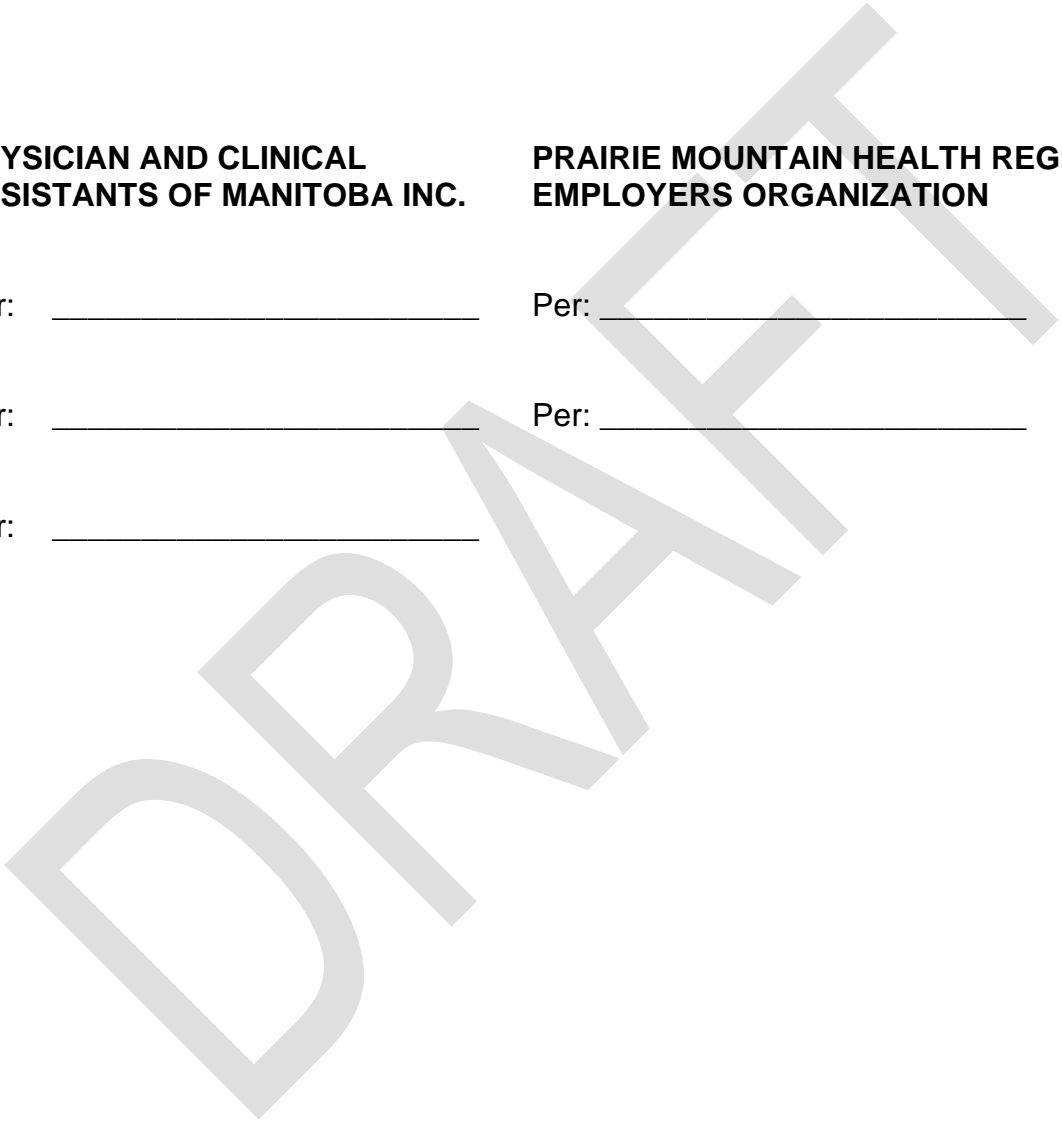 YSICIAN AND CLINICAL
SISTANTS OF MANITOBA INC.
PRAIRIE MOUNTAIN HEALTH REG
EMPLOYERS ORGANIZATION
r: ________________________
Per: ________________________
r: ________________________
Per: ________________________
r: ________________________
DRAFT